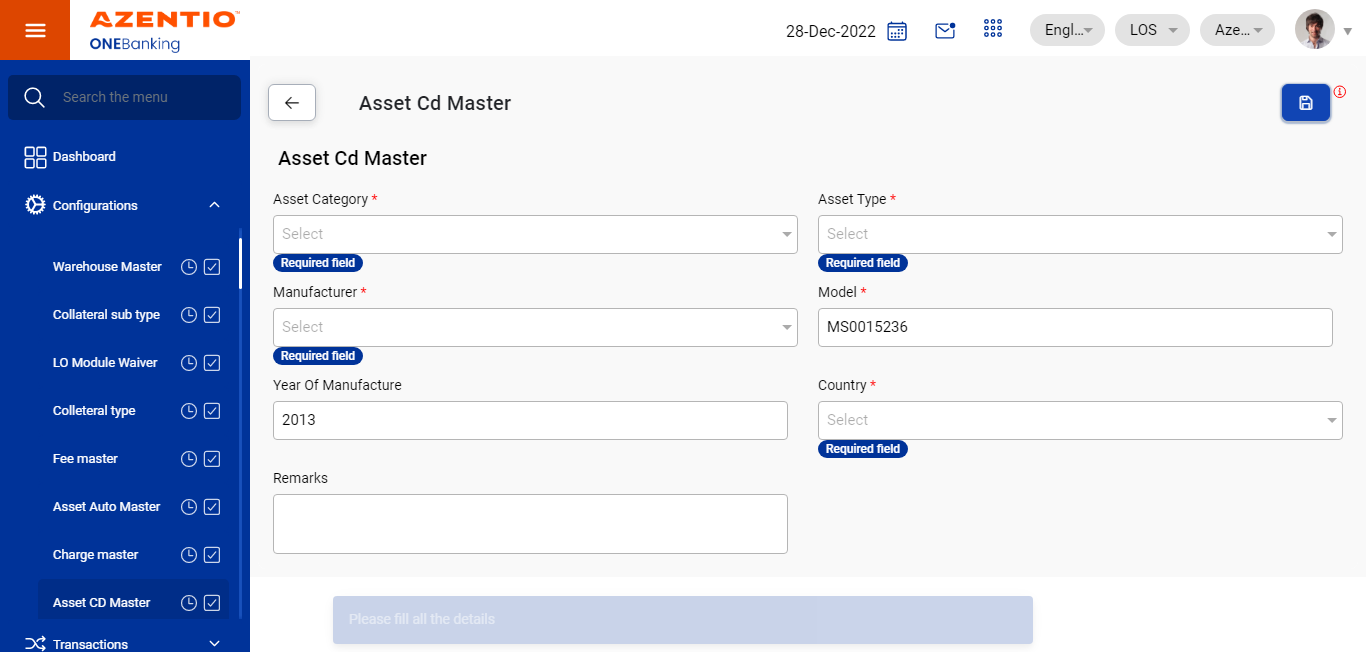 AZENTIO™
ONEBanking
28-Dec-2022
Engl...
LOS
Aze...
Search the menu
Dashboard
Configurations
Warehouse Master
Collateral sub type
LO Module Waiver
Colleteral type
Fee master
Asset Auto Master
Charge master
Asset CD Master
Transactions
Asset Cd Master
Asset Cd Master
Asset Category *
Asset Type *
Select
Select
Required field
Required field
Manufacturer *
Model *
Select
MS0015236
Required field
Year Of Manufacture
Country *
2013
Select
Required field
Remarks
Please fill all the details